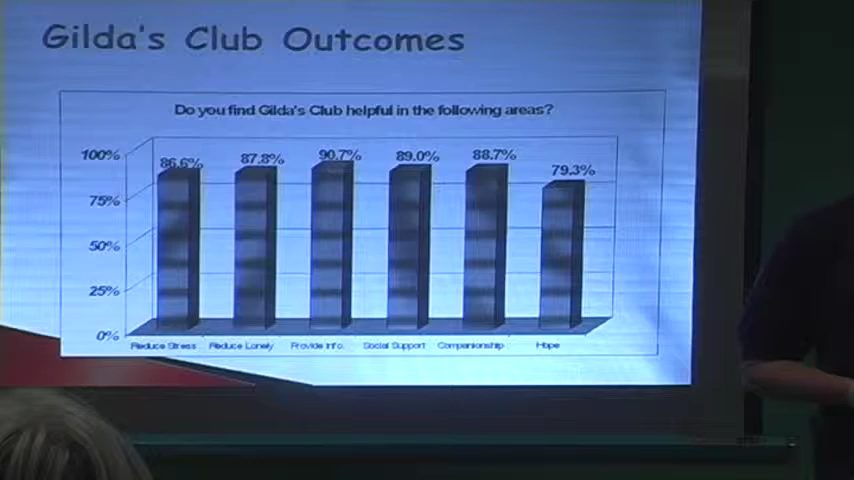 Gilda's Club Outcomes
Do you find Gilda's Club helpful in the following areas?
100%
75%
50%
25%
0%
86.6%
87.8%
90.7%
89.0%
88.7%
79.3%
Reduce Stress
Reduce Lonely
Provide Info.
Social Support
Companionship
Hope